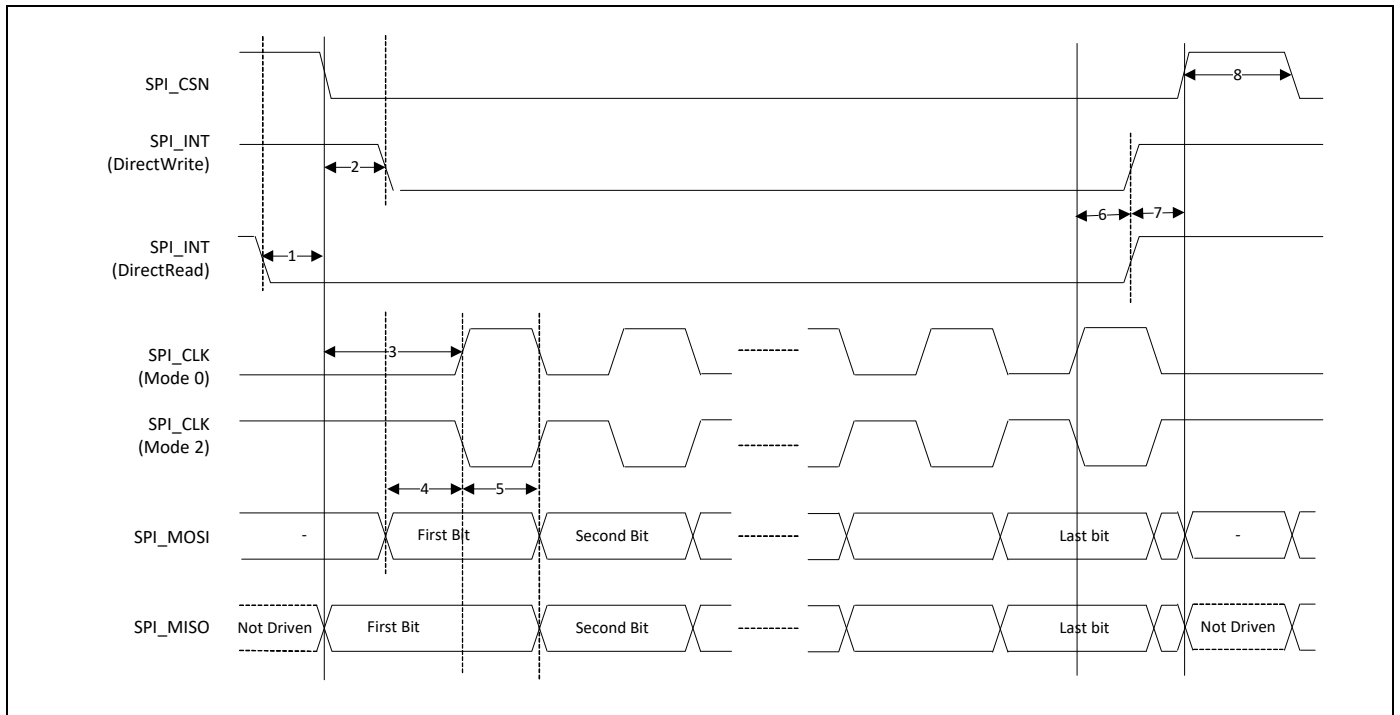 SPI_CSN
8
SPI_INT
(DirectWrite)
2
6
7
SPI_INT
(DirectRead)
1
SPI_CLK
(Mode 0)
3
SPI_CLK
(Mode 2)
4
5
SPI_MOSI
-
First Bit
Second Bit
Last bit
-
SPI_MISO
Not Driven
First Bit
Second Bit
Last bit
Not Driven